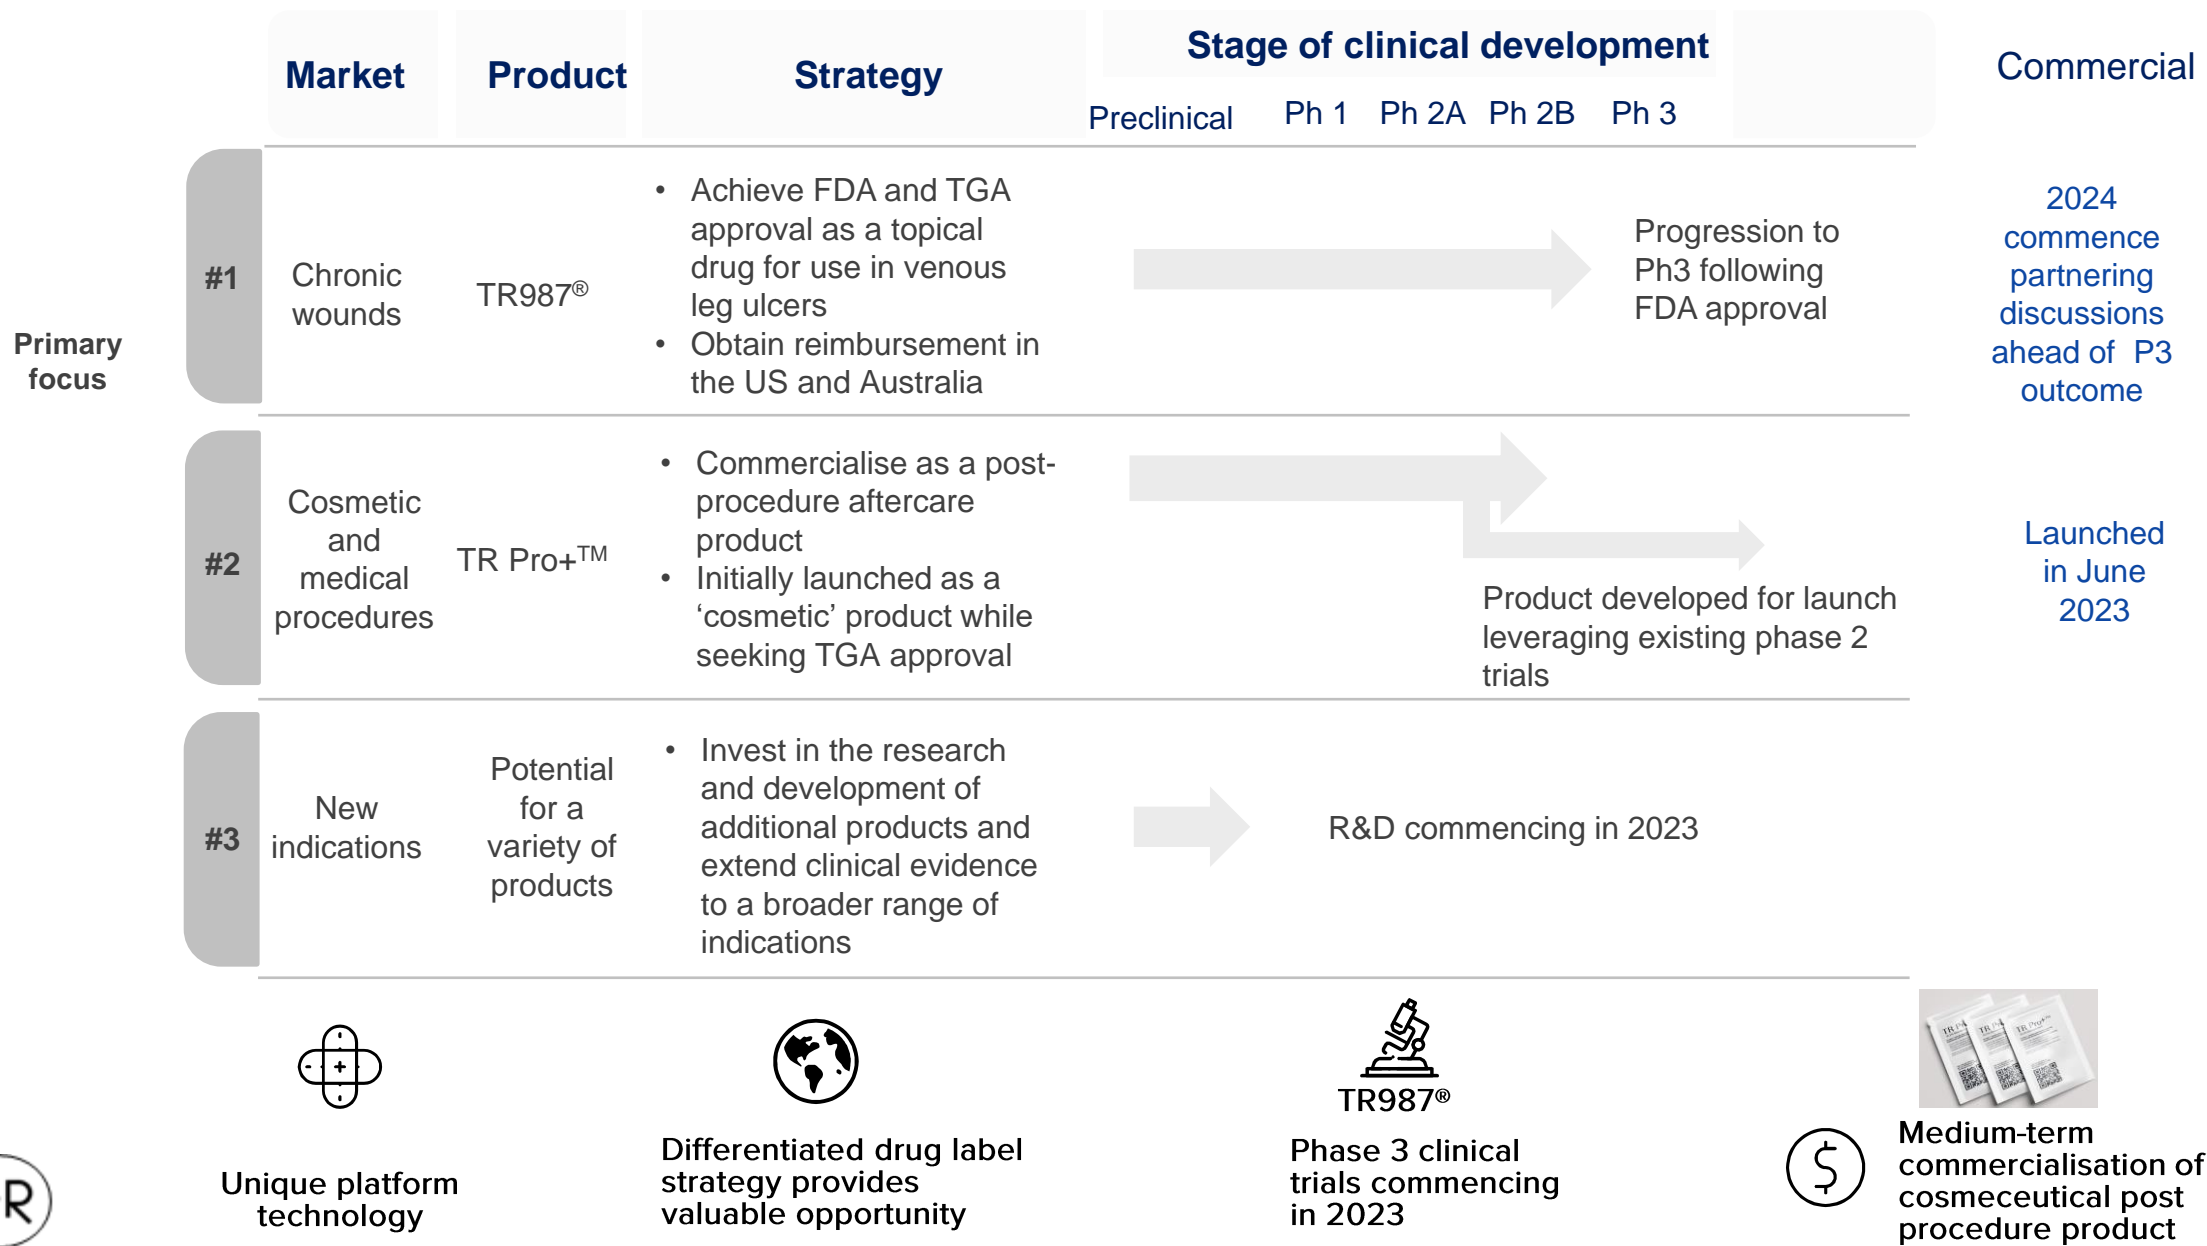 Market
Product
Strategy
Stage of clinical development
Commercial
Preclinical
Ph 1
Ph 2A
Ph 2B
Ph 3
Primary
focus
#1
Chronic
wounds
TR987®
• Achieve FDA and TGA
approval as a topical
drug for use in venous
leg ulcers
• Obtain reimbursement in
the US and Australia
Progression to
Ph3 following
FDA approval
2024
commence
partnering
discussions
ahead of P3
outcome
#2
Cosmetic
and
medical
procedures
TR Pro+TM
• Commercialise as a post-
procedure aftercare
product
• Initially launched as a
‘cosmetic’ product while
seeking TGA approval
Product developed for launch
leveraging existing phase 2
trials
Launched
in June
2023
#3
New
indications
Potential
for a
variety of
products
• Invest in the research
and development of
additional products and
extend clinical evidence
to a broader range of
indications
R&D commencing in 2023
Unique platform
technology
Differentiated drug label
strategy provides
valuable opportunity
TR987®
Phase 3 clinical
trials commencing
in 2023
TR Pro+™
$
Medium-term
commercialisation of
cosmeceutical post
procedure product
R